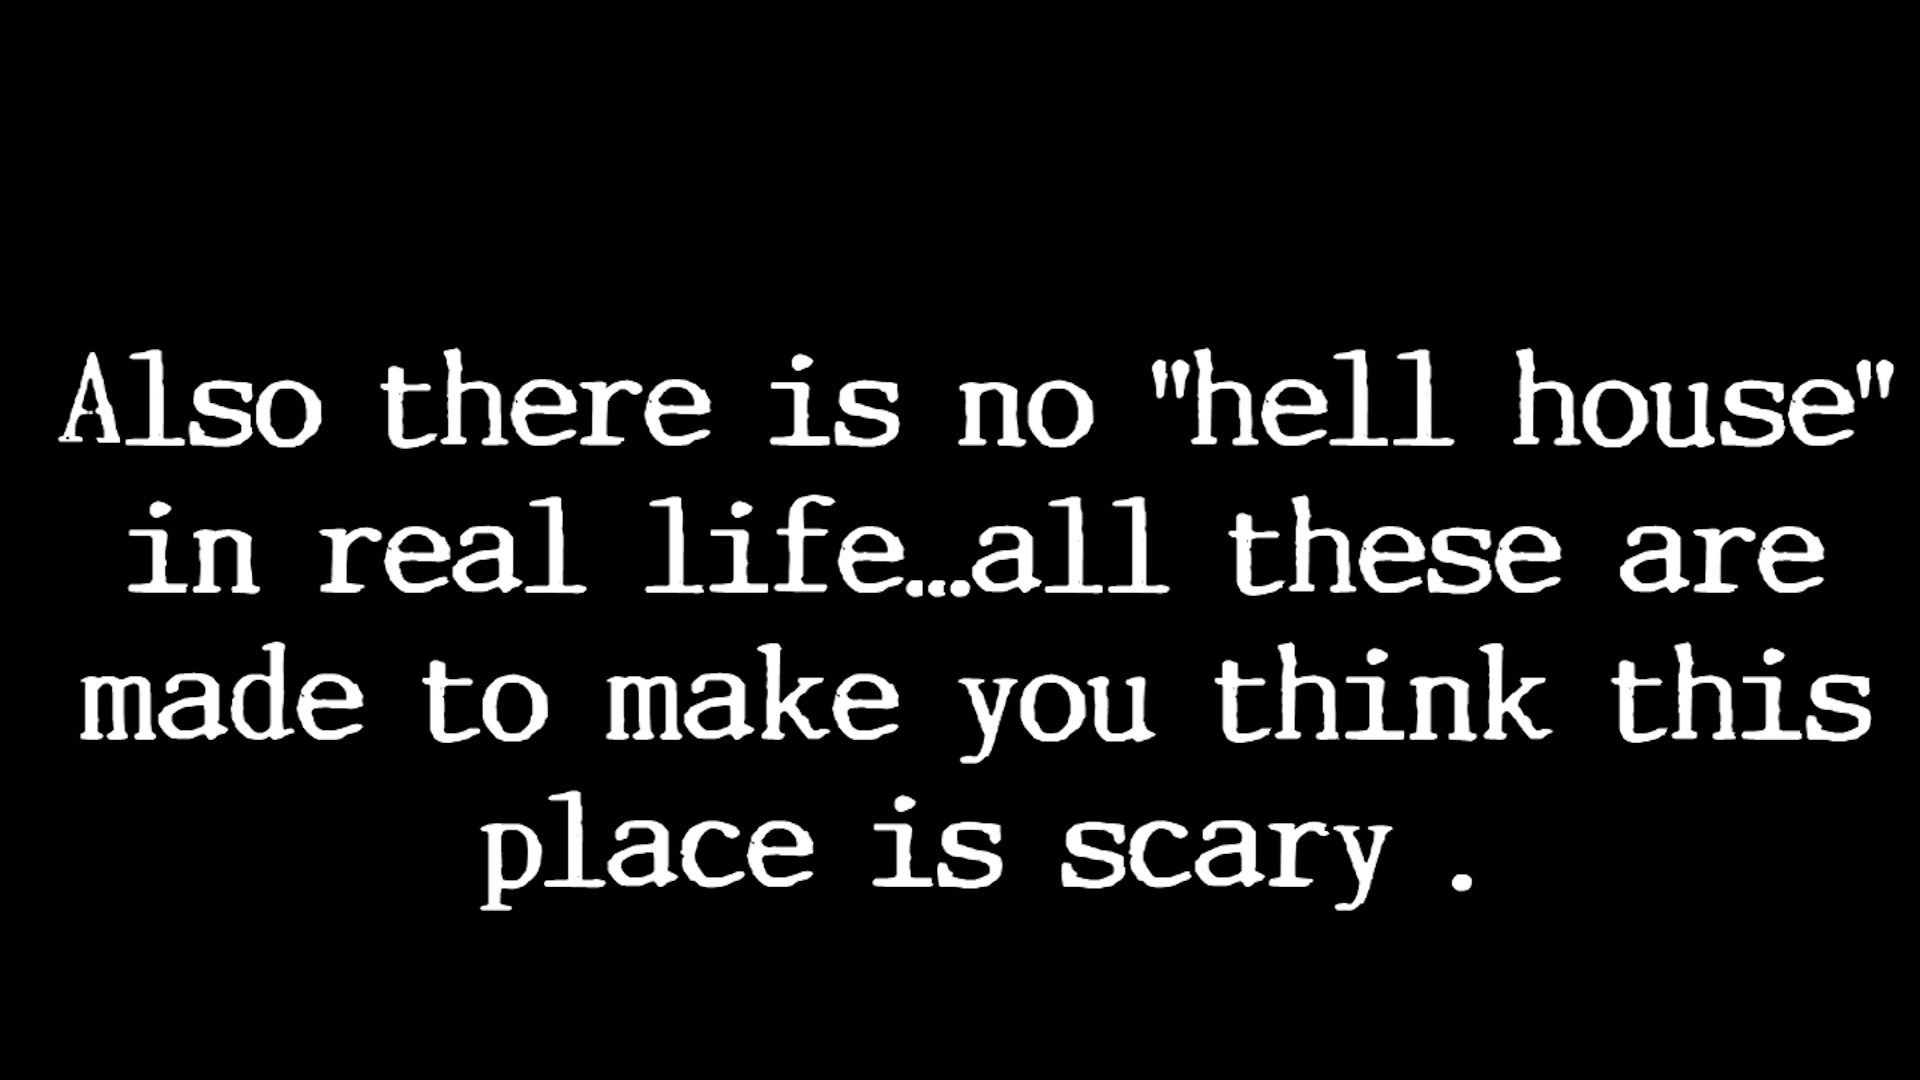 Also there is no "hell house"
in real life...all these are
made to make you think this
place is scary .